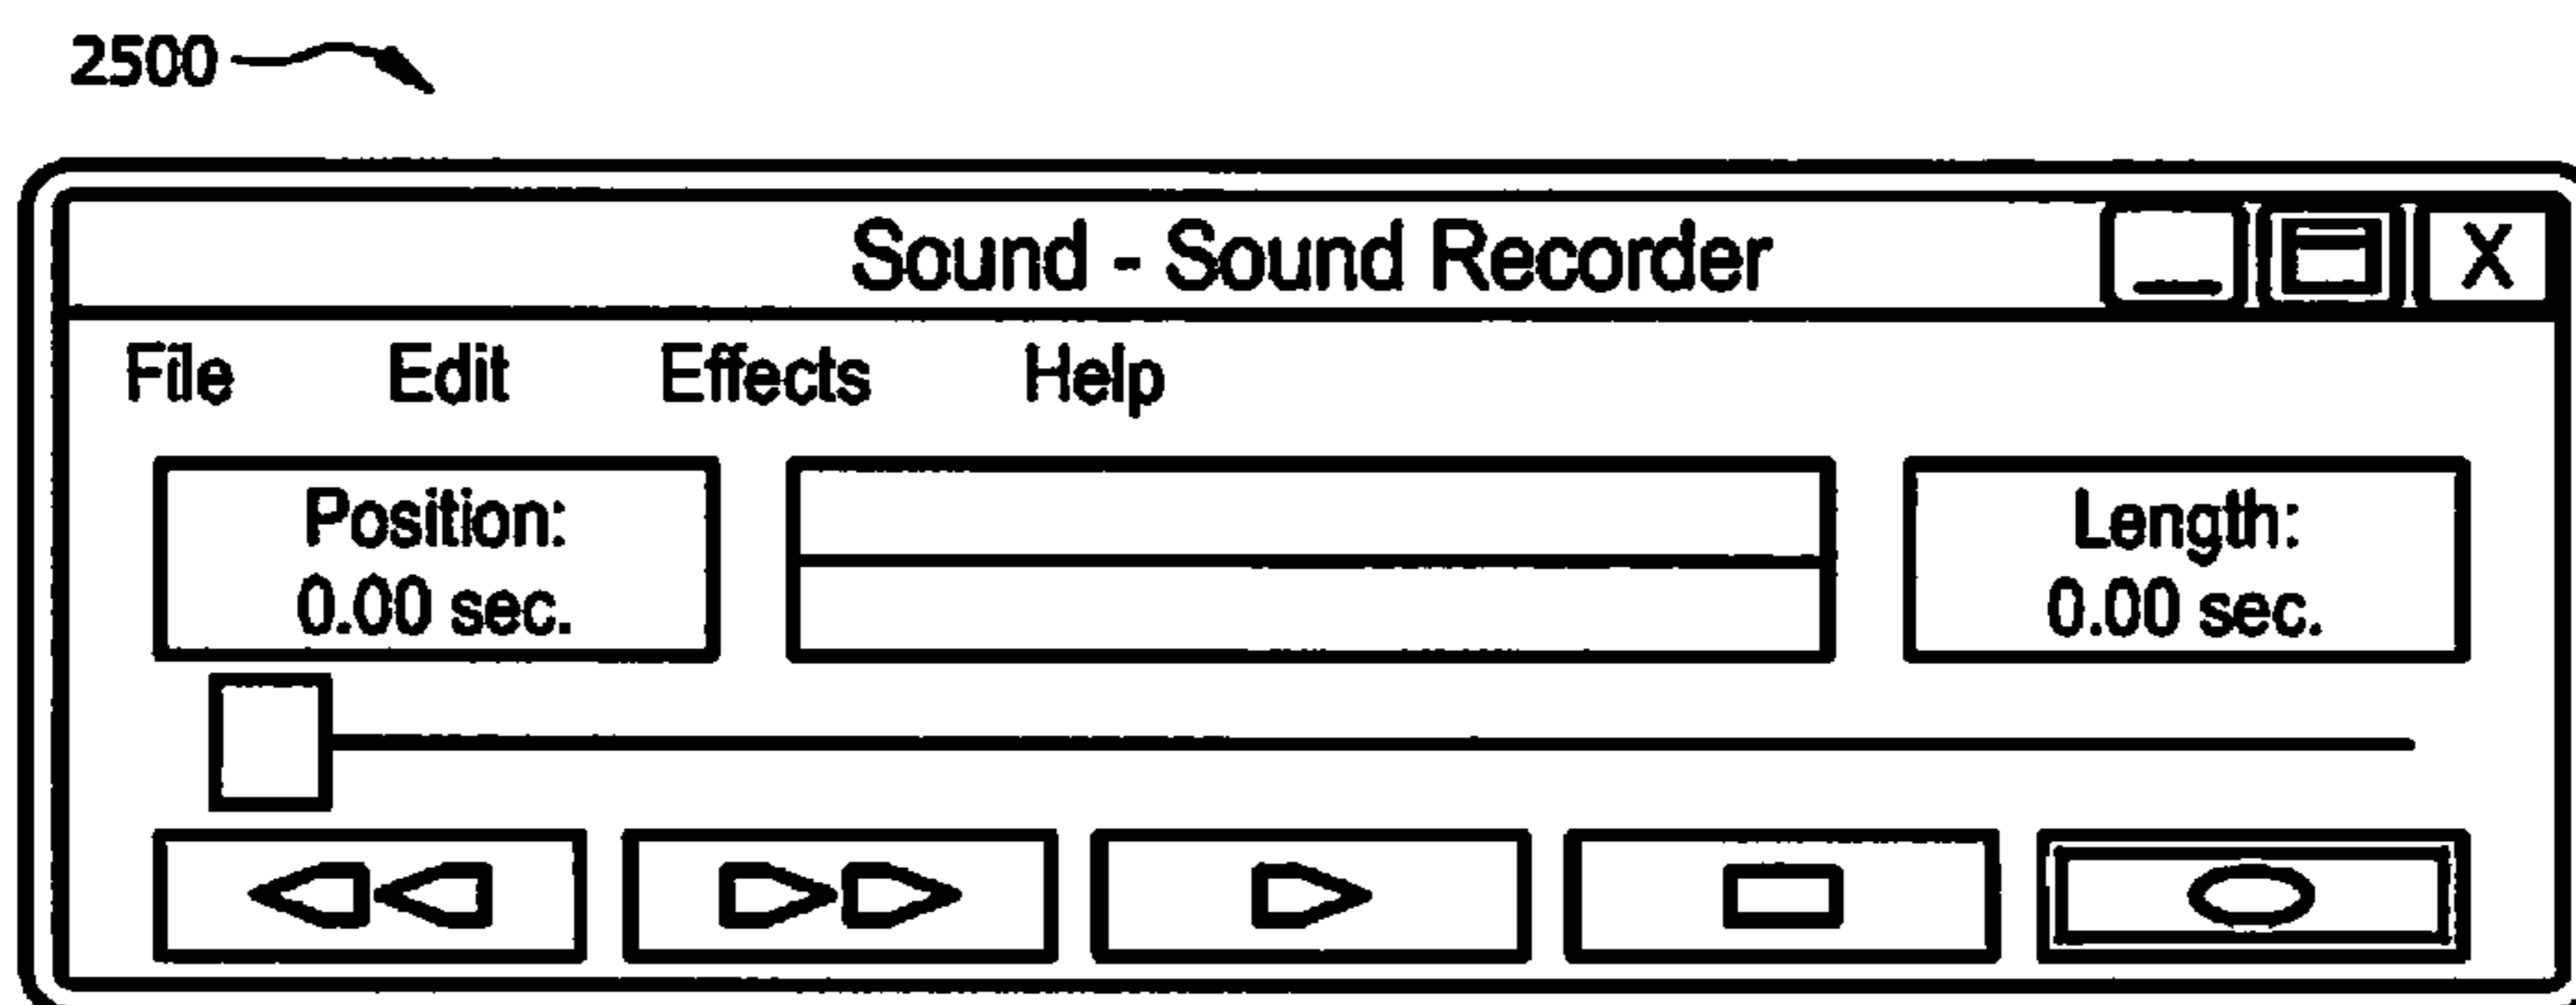 2500
Sound - Sound Recorder
X
File Edit Effects Help
Position:
0.00 sec.
Length:
0.00 sec.